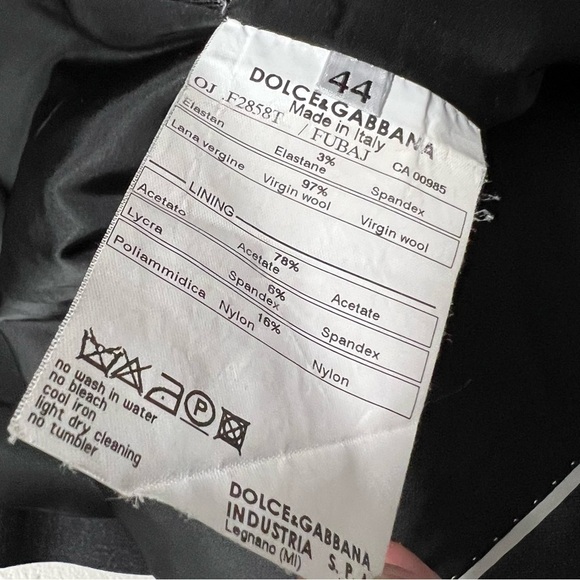 44
DOLCE&GABBANA
Made in Italy
OJ .F2858T / FUBAJ CA 00985
Elastan 3% Elastane Spandex
Lana vergine 97% Virgin wool Virgin wool
LINING
Acetato 78% Acetate Acetate
Lycra 6% Spandex Spandex
Poliammidica 16% Nylon Nylon
P
no wash in water
no bleach
cool iron
light dry cleaning
no tumbler
DOLCE&GABBANA
INDUSTRIA S.P.
Legnano (MI)